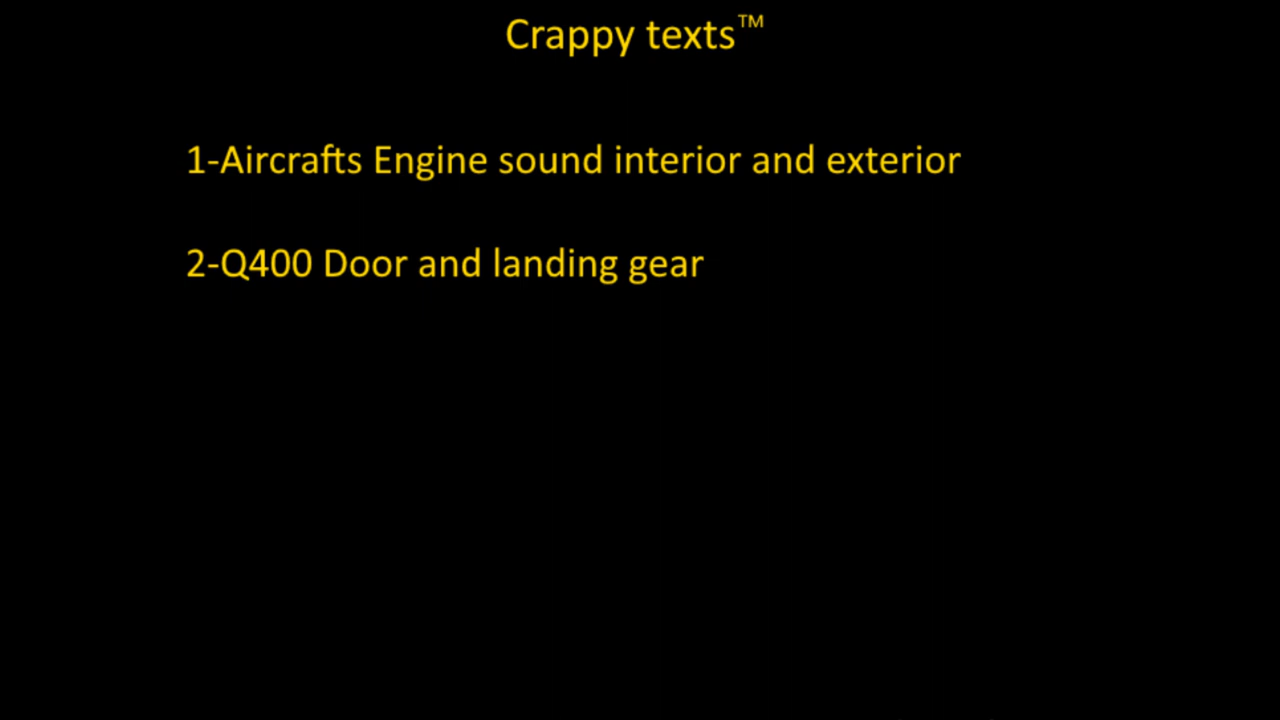 Crappy texts™
1-Aircrafts Engine sound interior and exterior
2-Q400 Door and landing gear